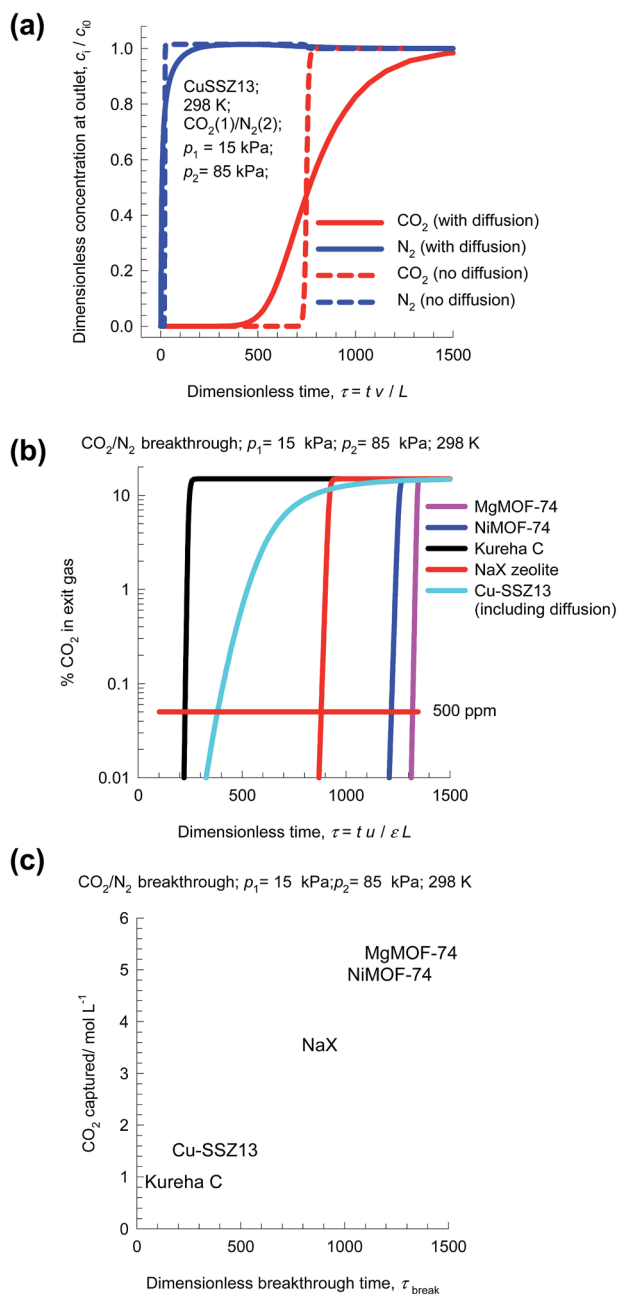 (a)
1.0
0.8
0.6
0.4
0.2
0.0
Dimensionless concentration at outlet, cᵢ / cᵢ₀
CuSSZ13;
298 K;
CO₂(1)/N₂(2);
p₁ = 15 kPa;
p₂= 85 kPa;
CO₂ (with diffusion)
N₂ (with diffusion)
CO₂ (no diffusion)
N₂ (no diffusion)
0 500 1000 1500
Dimensionless time, τ = t v / L
(b)
CO₂/N₂ breakthrough; p₁= 15 kPa; p₂= 85 kPa; 298 K
10
1
0.1
0.01
% CO₂ in exit gas
MgMOF-74
NiMOF-74
Kureha C
NaX zeolite
Cu-SSZ13
(including diffusion)
500 ppm
0 500 1000 1500
Dimensionless time, τ = t u / ε L
(c)
CO₂/N₂ breakthrough; p₁= 15 kPa;p₂= 85 kPa; 298 K
6
5
4
3
2
1
0
CO₂ captured/ mol L⁻¹
MgMOF-74
NiMOF-74
NaX
Cu-SSZ13
Kureha C
0 500 1000 1500
Dimensionless breakthrough time, τ break